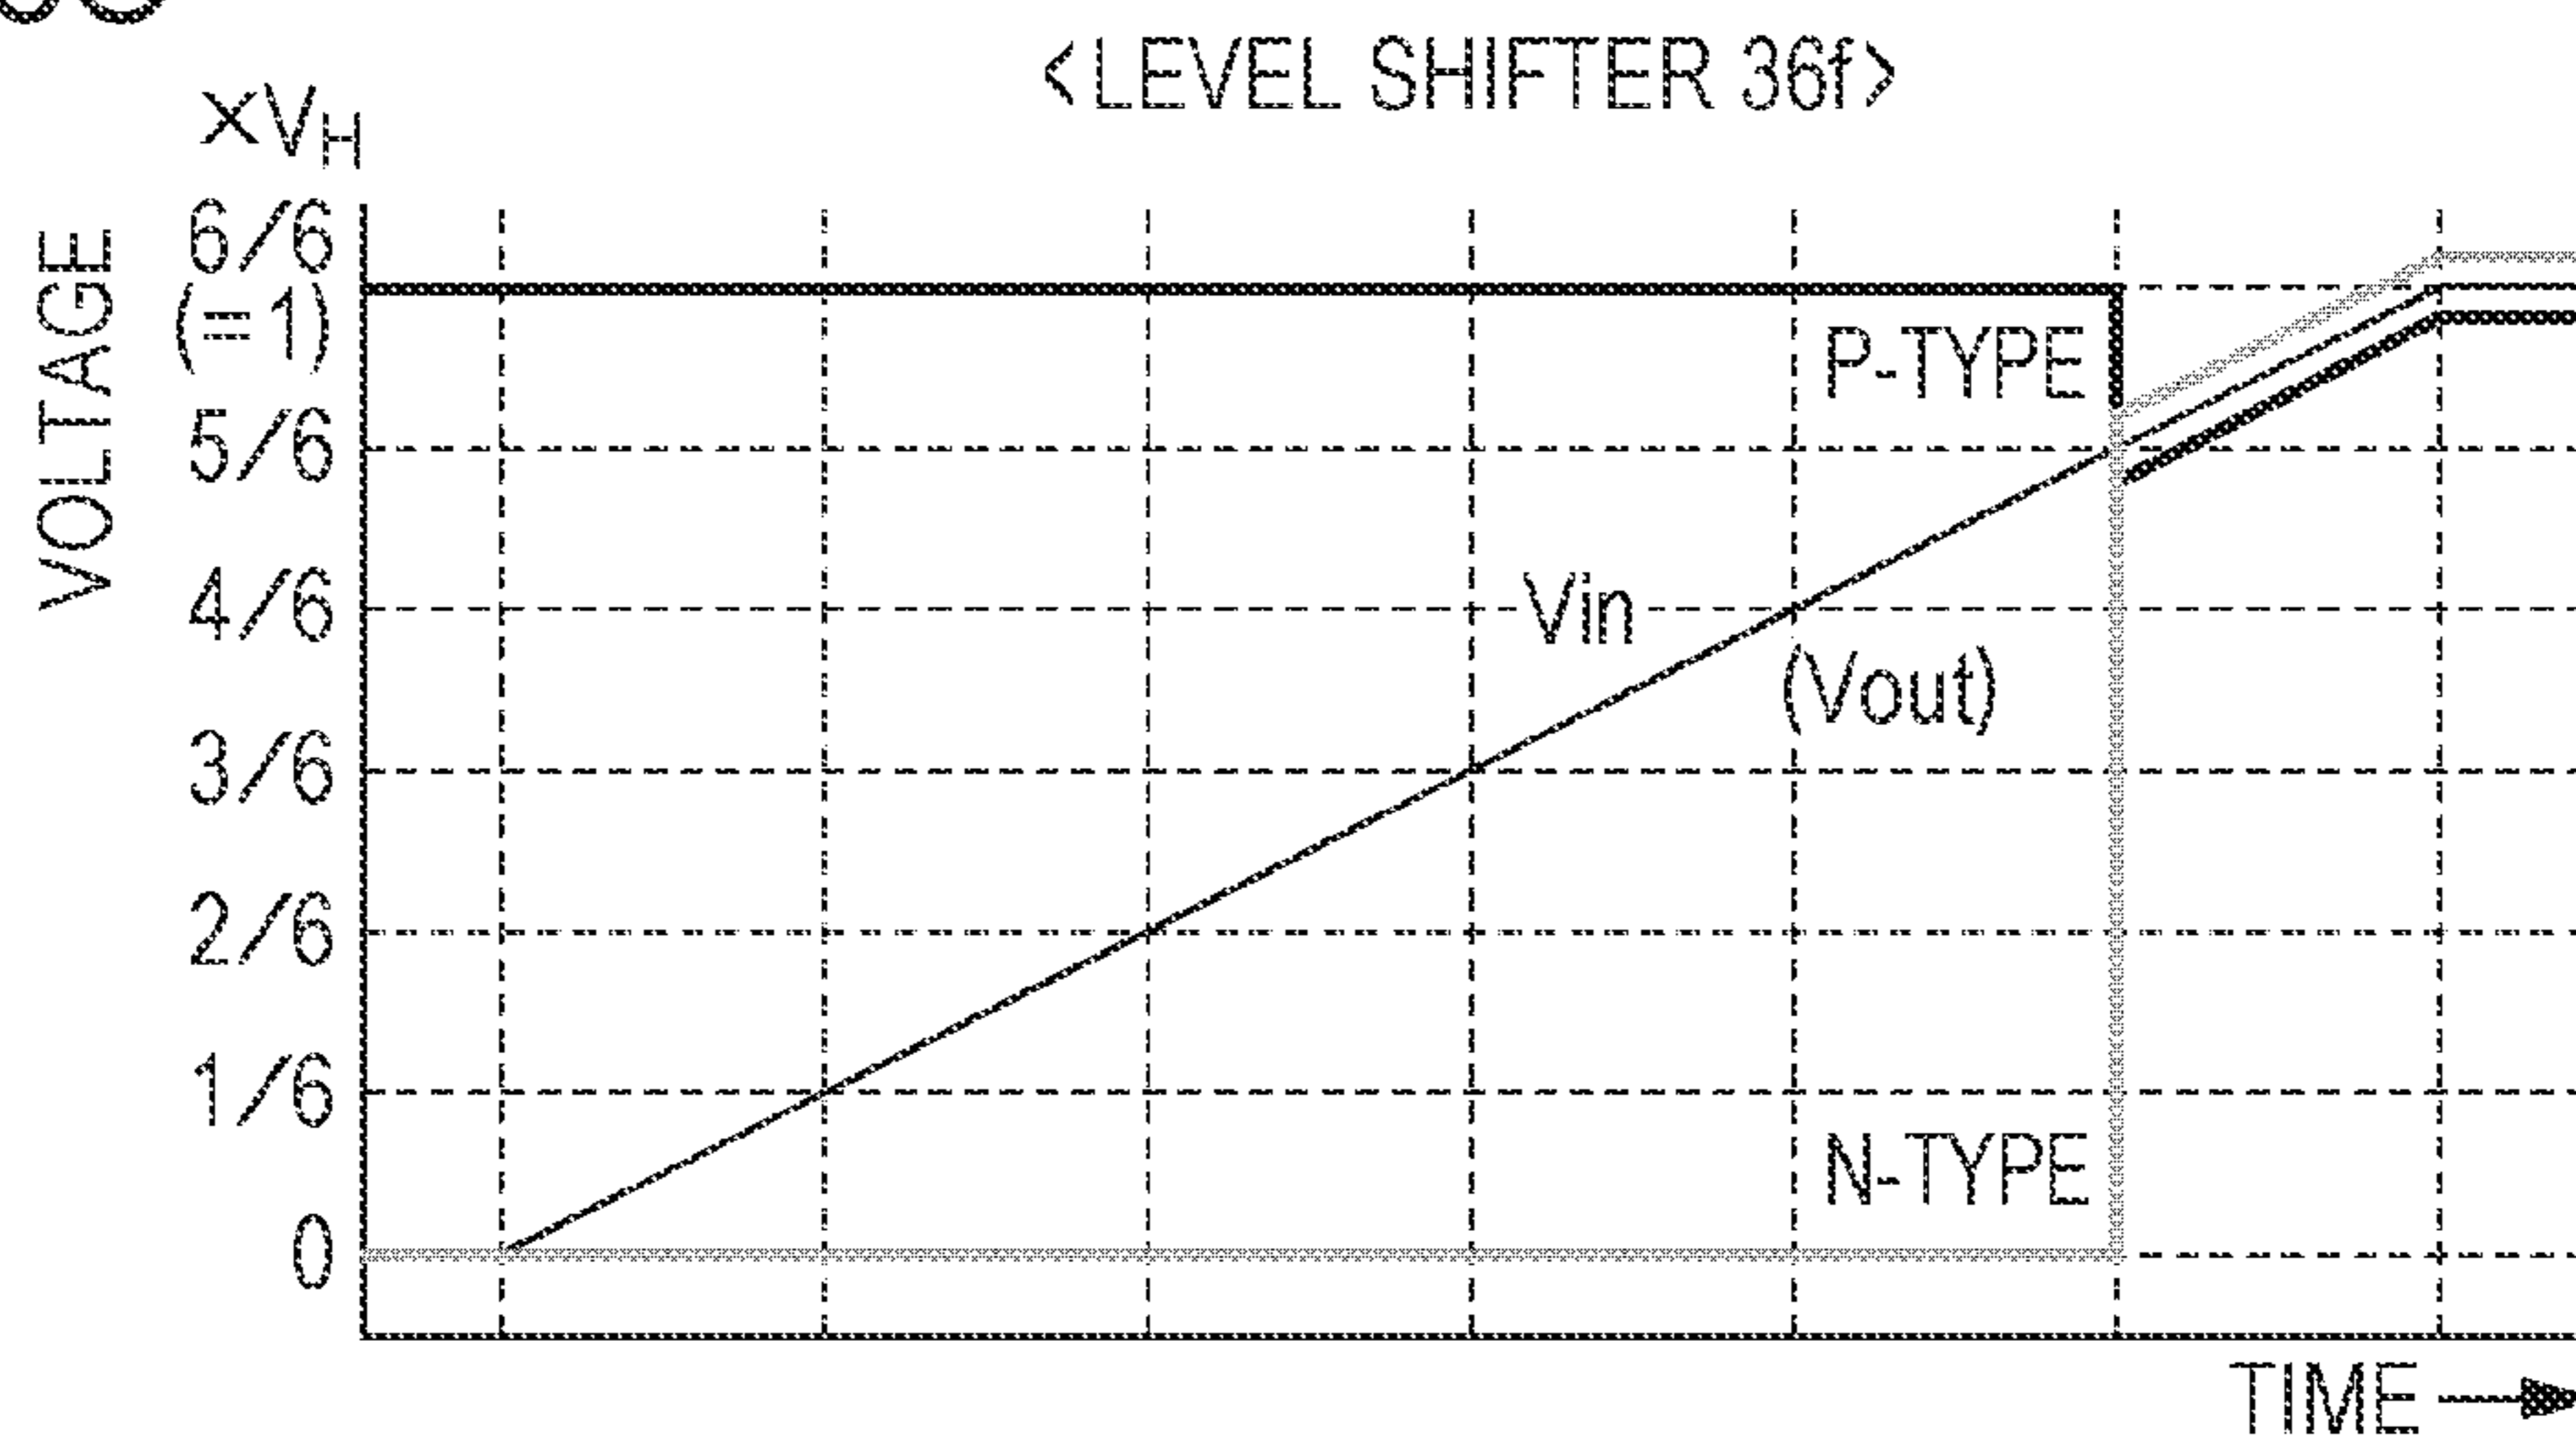 <LEVEL SHIFTER 36f>
×VH
VOLTAGE
6/6
(=1)
5/6
4/6
3/6
2/6
1/6
0
P-TYPE
Vin
(Vout)
N-TYPE
TIME